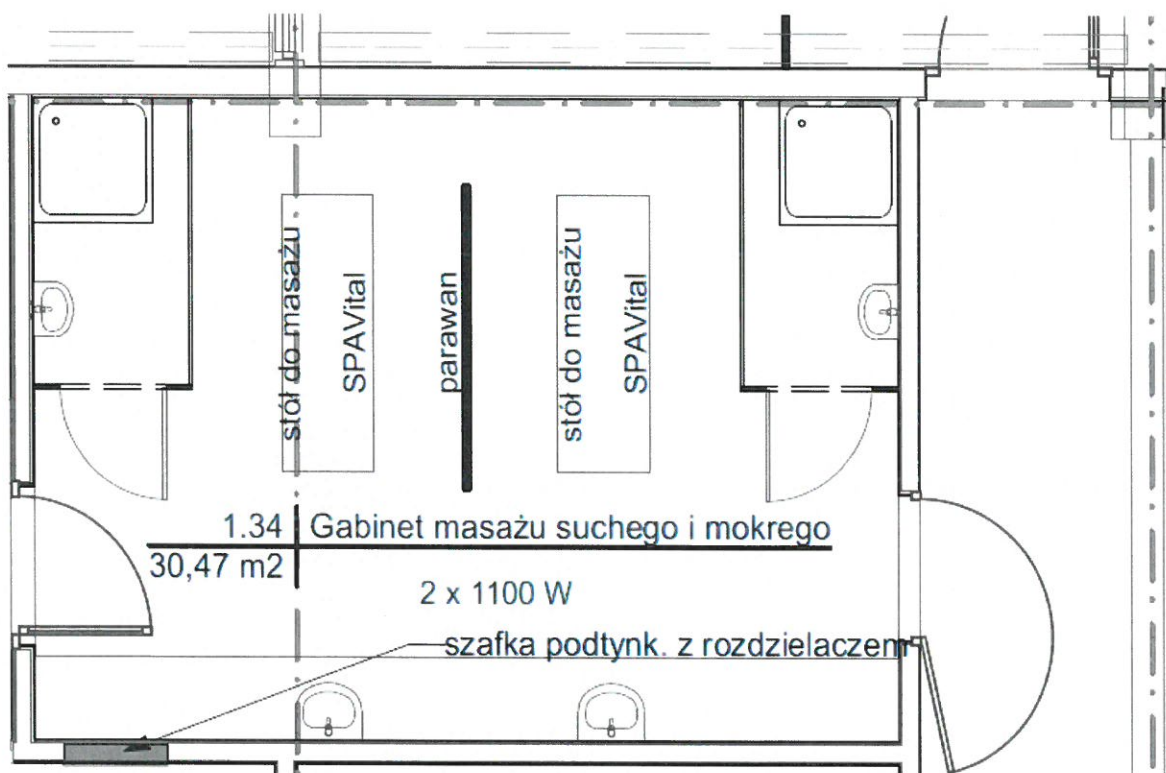 stół do masażu
SPAVital
parawan
stół do masażu
SPAVital
1.34 Gabinet masażu suchego i mokrego
30,47 m2
2 x 1100 W
szafka podtynk. z rozdzielaczem